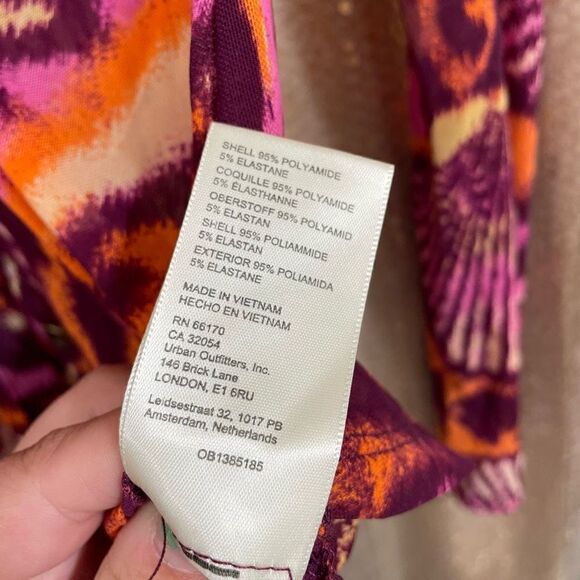 SHELL 95% POLYAMIDE
5% ELASTANE
COQUILLE 95% POLYAMIDE
5% ÉLASTHANNE
OBERSTOFF 95% POLYAMID
5% ELASTAN
SHELL 95% POLIAMMIDE
5% ELASTAN
EXTERIOR 95% POLIAMIDA
5% ELASTANE
MADE IN VIETNAM
HECHO EN VIETNAM
RN 66170
CA 32054
Urban Outfitters, Inc.
146 Brick Lane
LONDON, E1 6RU
Leidsestraat 32, 1017 PB
Amsterdam, Netherlands
OB1385185